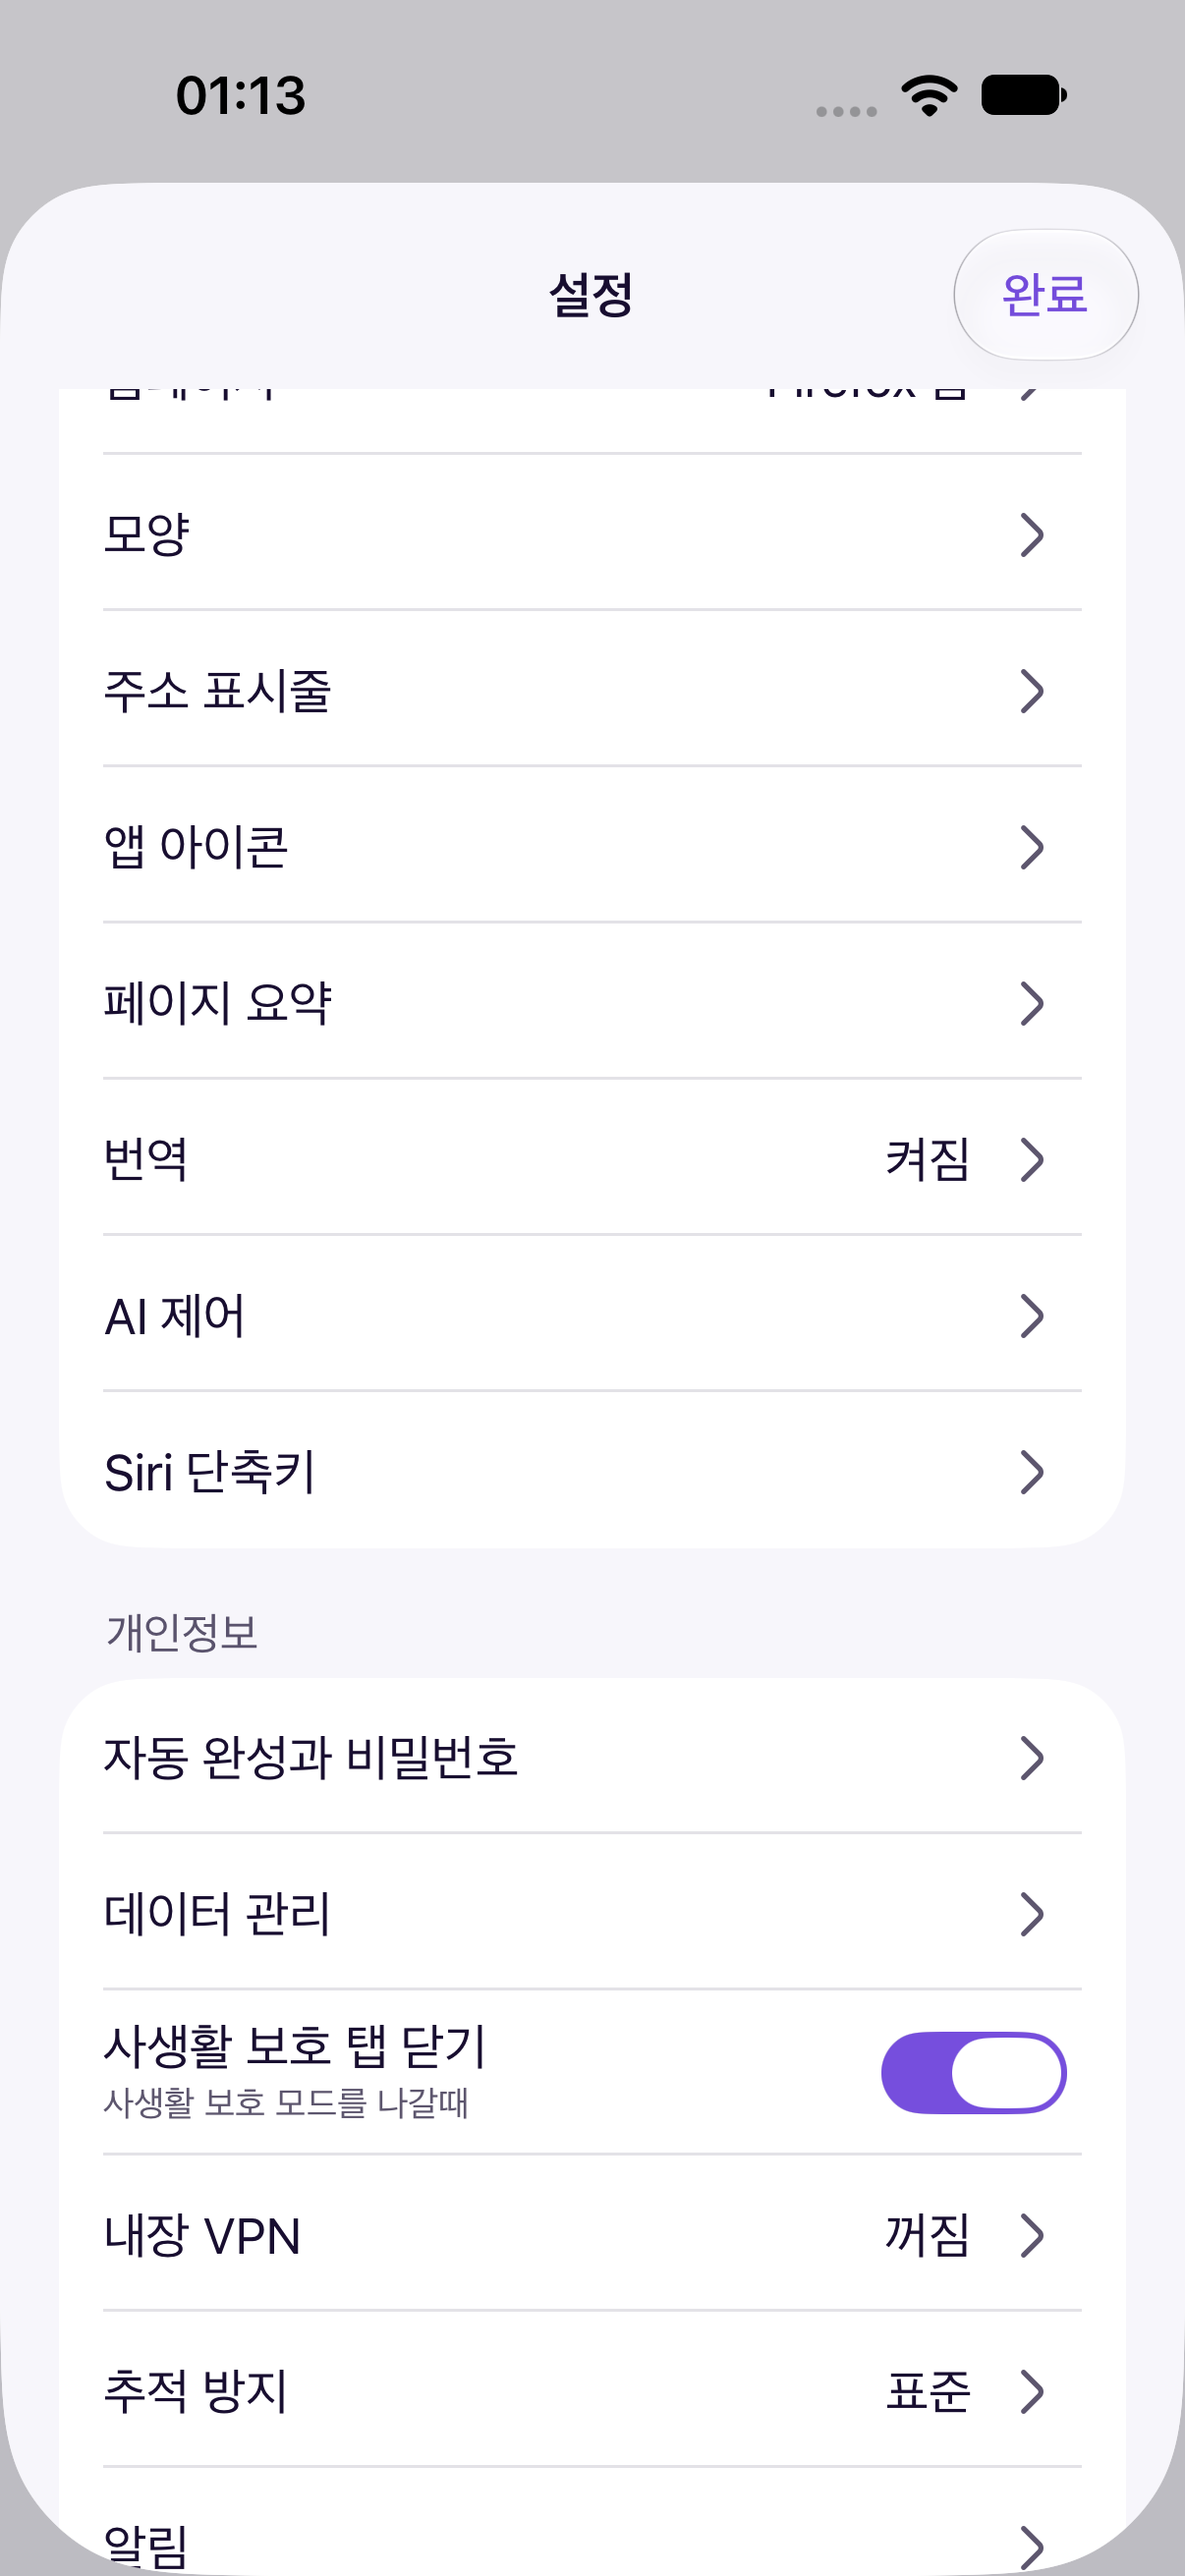 01:13
설정
완료
모양
주소 표시줄
앱 아이콘
페이지 요약
번역
켜짐
AI 제어
Siri 단축키
개인정보
자동 완성과 비밀번호
데이터 관리
사생활 보호 탭 닫기
사생활 보호 모드를 나갈때
내장 VPN
꺼짐
추적 방지
표준
알림